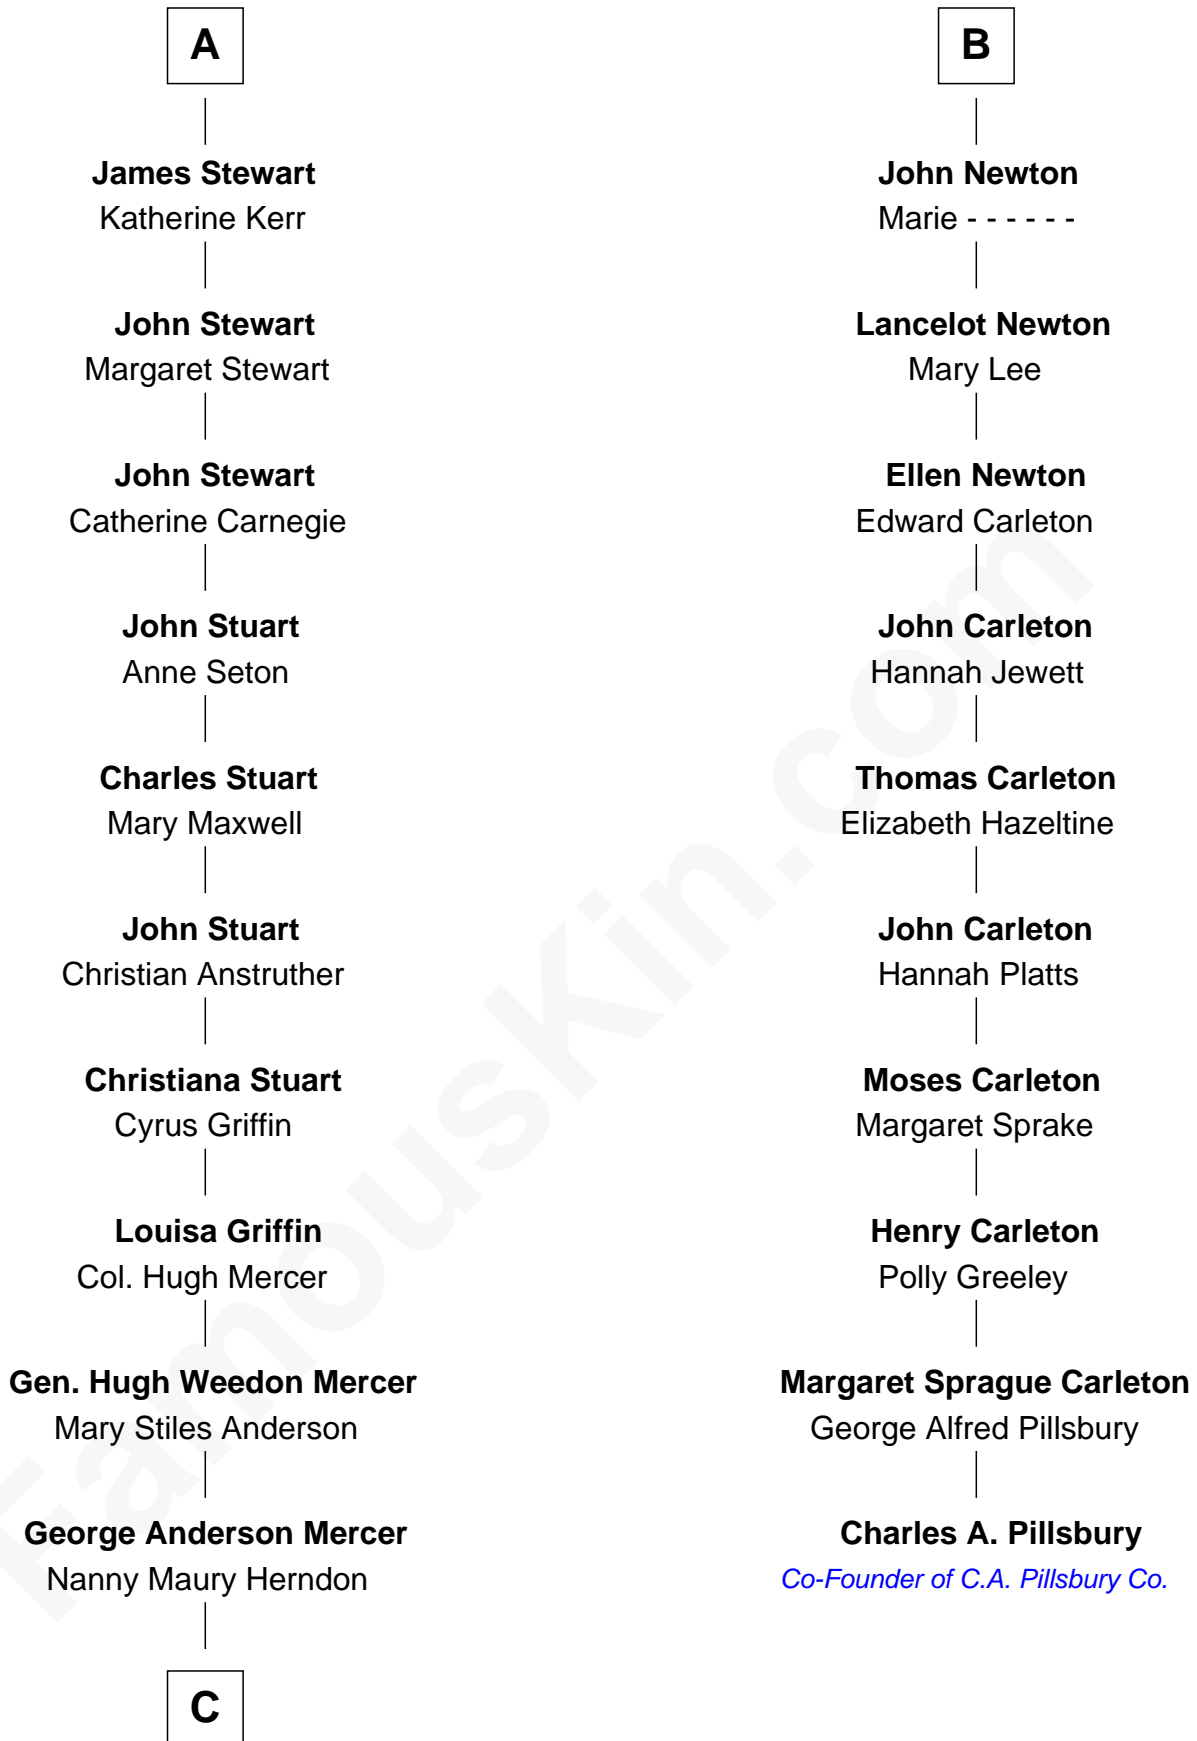 A
James Stewart
Katherine Kerr
John Stewart
Margaret Stewart
John Stewart
Catherine Carnegie
John Stuart
Anne Seton
Charles Stuart
Mary Maxwell
John Stuart
Christian Anstruther
Christiana Stuart
Cyrus Griffin
Louisa Griffin
Col. Hugh Mercer
Gen. Hugh Weedon Mercer
Mary Stiles Anderson
George Anderson Mercer
Nanny Maury Herndon
C
B
John Newton
Marie - - - - - -
Lancelot Newton
Mary Lee
Ellen Newton
Edward Carleton
John Carleton
Hannah Jewett
Thomas Carleton
Elizabeth Hazeltine
John Carleton
Hannah Platts
Moses Carleton
Margaret Sprake
Henry Carleton
Polly Greeley
Margaret Sprague Carleton
George Alfred Pillsbury
Charles A. Pillsbury
Co-Founder of C.A. Pillsbury Co.
FamousKin.com